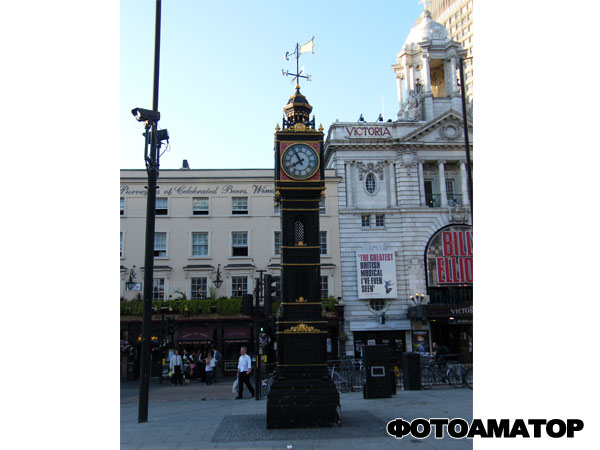 VICTORIA
Purveyors of Celebrated Beers, Wines
BILLY
ELLIOT
"THE GREATEST
BRITISH
MUSICAL
I'VE EVER
SEEN"
VICTORIA
ФОТОАМАТОР